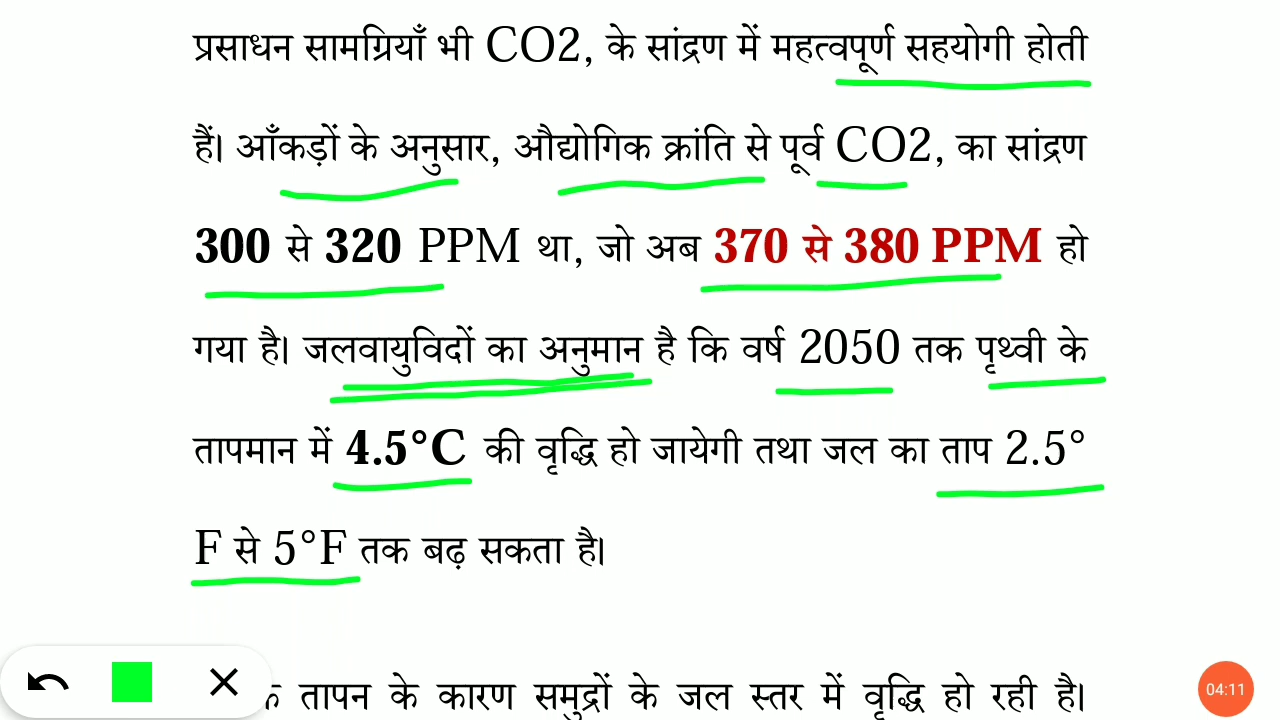 प्रसाधन सामग्रियाँ भी CO2, के सांद्रण में महत्वपूर्ण सहयोगी होती
हैं। आँकड़ों के अनुसार, औद्योगिक क्रांति से पूर्व CO2, का सांद्रण
300 से 320 PPM था, जो अब 370 से 380 PPM हो
गया है। जलवायुविदों का अनुमान है कि वर्ष 2050 तक पृथ्वी के
तापमान में 4.5°C की वृद्धि हो जायेगी तथा जल का ताप 2.5°
F से 5°F तक बढ़ सकता है।
तापन के कारण समुद्रों के जल स्तर में वृद्धि हो रही है।
04:11